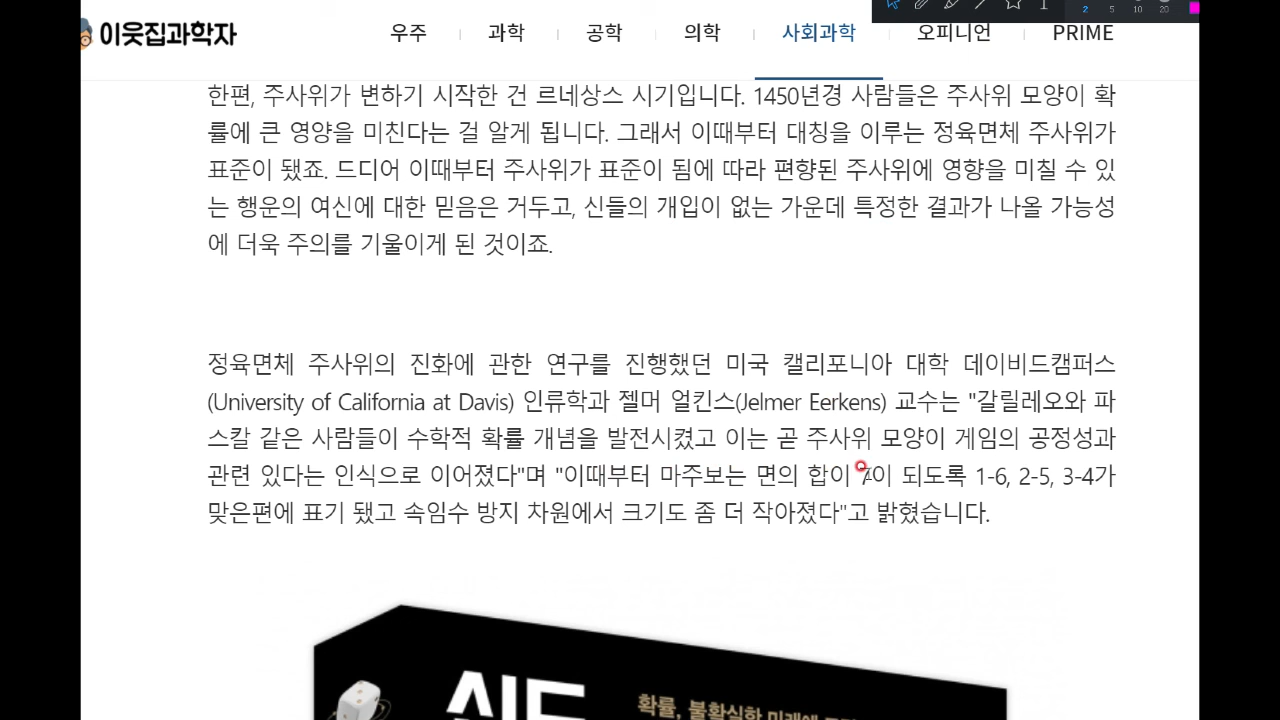 이웃집과학자
우주 과학 공학 의학 사회과학 오피니언 PRIME
2 5 10 20
한편, 주사위가 변하기 시작한 건 르네상스 시기입니다. 1450년경 사람들은 주사위 모양이 확
률에 큰 영양을 미친다는 걸 알게 됩니다. 그래서 이때부터 대칭을 이루는 정육면체 주사위가
표준이 됐죠. 드디어 이때부터 주사위가 표준이 됨에 따라 편향된 주사위에 영향을 미칠 수 있
는 행운의 여신에 대한 믿음은 거두고, 신들의 개입이 없는 가운데 특정한 결과가 나올 가능성
에 더욱 주의를 기울이게 된 것이죠.
정육면체 주사위의 진화에 관한 연구를 진행했던 미국 캘리포니아 대학 데이비드캠퍼스
(University of California at Davis) 인류학과 젤머 얼킨스(Jelmer Eerkens) 교수는 "갈릴레오와 파
스칼 같은 사람들이 수학적 확률 개념을 발전시켰고 이는 곧 주사위 모양이 게임의 공정성과
관련 있다는 인식으로 이어졌다"며 "이때부터 마주보는 면의 합이 7이 되도록 1-6, 2-5, 3-4가
맞은편에 표기 됐고 속임수 방지 차원에서 크기도 좀 더 작아졌다"고 밝혔습니다.
확률, 불확실한 미래에